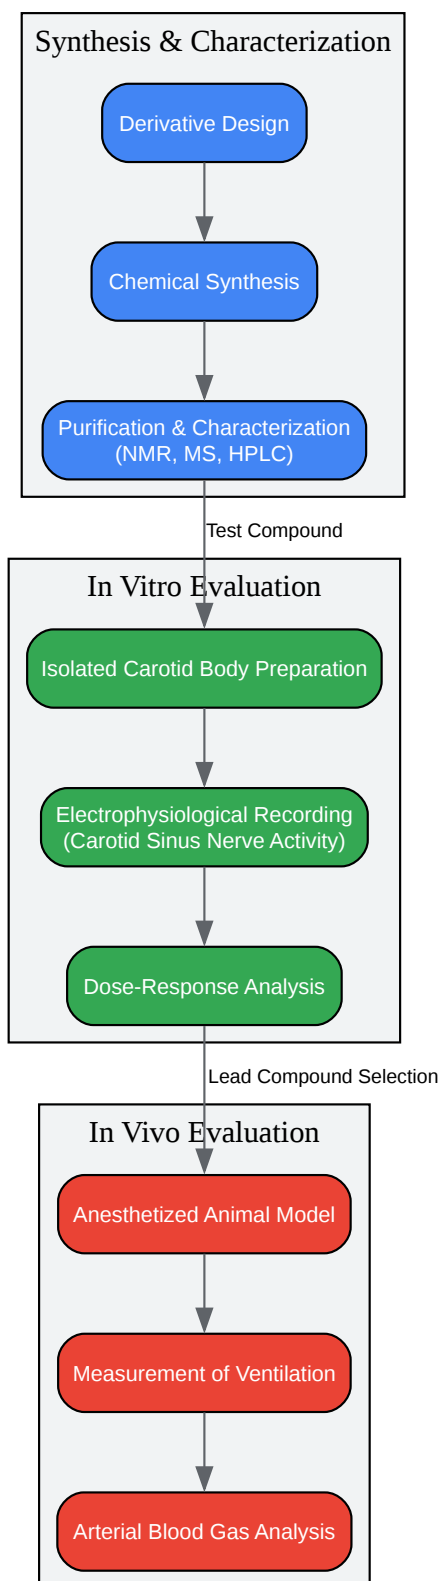 Synthesis & Characterization
Derivative Design
Chemical Synthesis
Purification & Characterization
(NMR, MS, HPLC)
Test Compound
In Vitro Evaluation
Isolated Carotid Body Preparation
Electrophysiological Recording
(Carotid Sinus Nerve Activity)
Dose-Response Analysis
Lead Compound Selection
In Vivo Evaluation
Anesthetized Animal Model
Measurement of Ventilation
Arterial Blood Gas Analysis